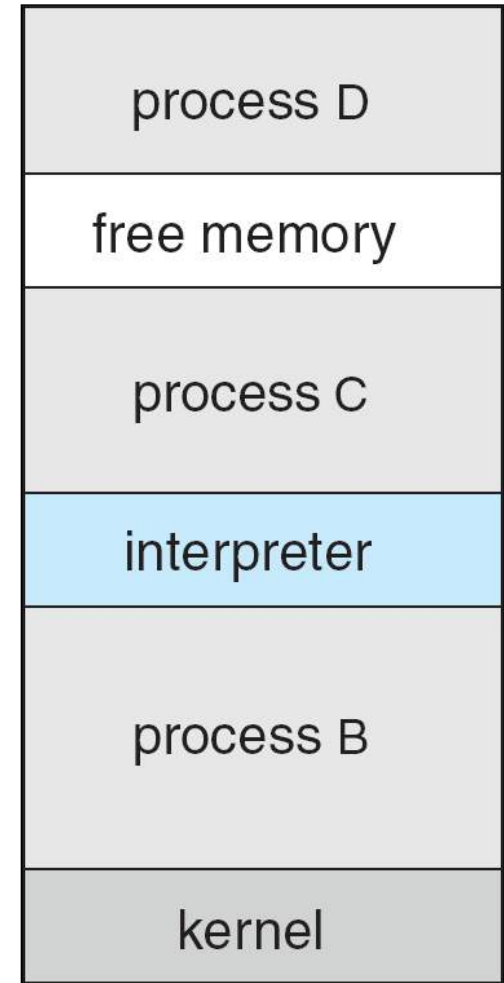 process D
free memory
process C
interpreter
process B
kernel